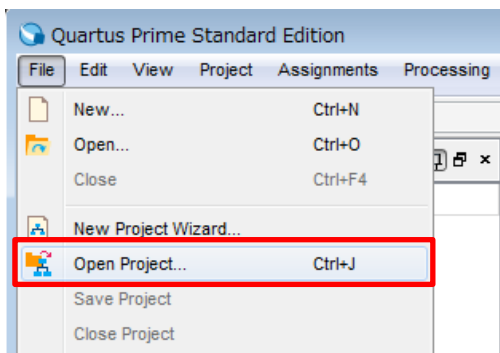 Quartus Prime Standard Edition
File Edit View Project Assignments Processing
New... Ctrl+N
Open... Ctrl+O
Close Ctrl+F4
New Project Wizard...
Open Project... Ctrl+J
Save Project
Close Project